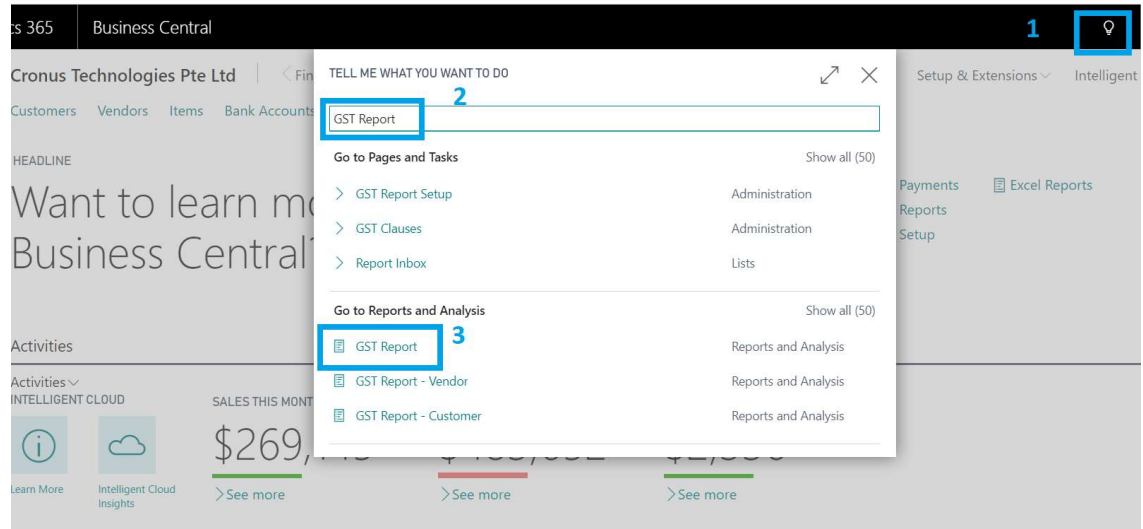 cs 365 Business Central 1
Cronus Technologies Pte Ltd Fin Setup & Extensions Intelligent
Customers Vendors Items Bank Accounts
TELL ME WHAT YOU WANT TO DO
2
GST Report
Go to Pages and Tasks Show all (50)
GST Report Setup Administration
GST Clauses Administration
Report Inbox Lists
Go to Reports and Analysis Show all (50)
3
GST Report Reports and Analysis
GST Report - Vendor Reports and Analysis
GST Report - Customer Reports and Analysis
HEADLINE
Want to learn mo
Business Central?
Payments Excel Reports
Reports
Setup
Activities
Activities
INTELLIGENT CLOUD SALES THIS MONT
$269,
Learn More Intelligent Cloud
Insights
See more See more See more